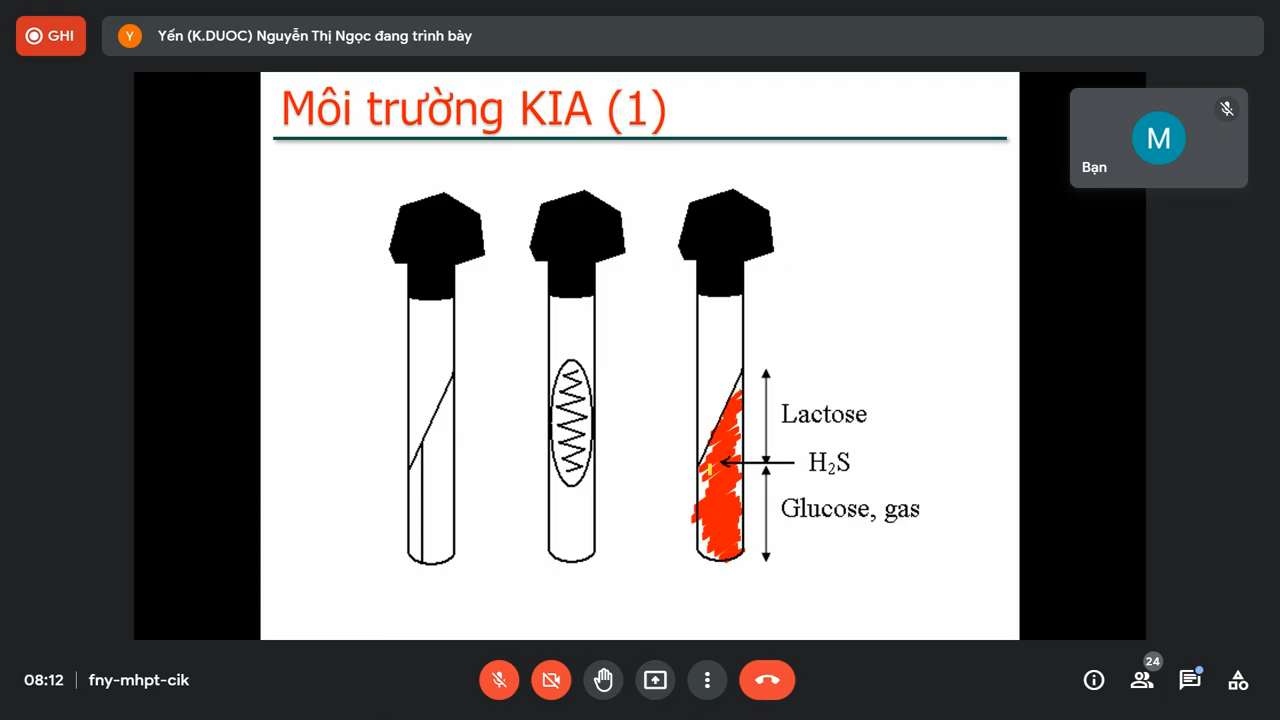 GHI
Y
Yến (K.DUOC) Nguyễn Thị Ngọc đang trình bày
Môi trường KIA (1)
M
Bạn
Lactose
H₂S
Glucose, gas
08:12 | fny-mhpt-cik
24